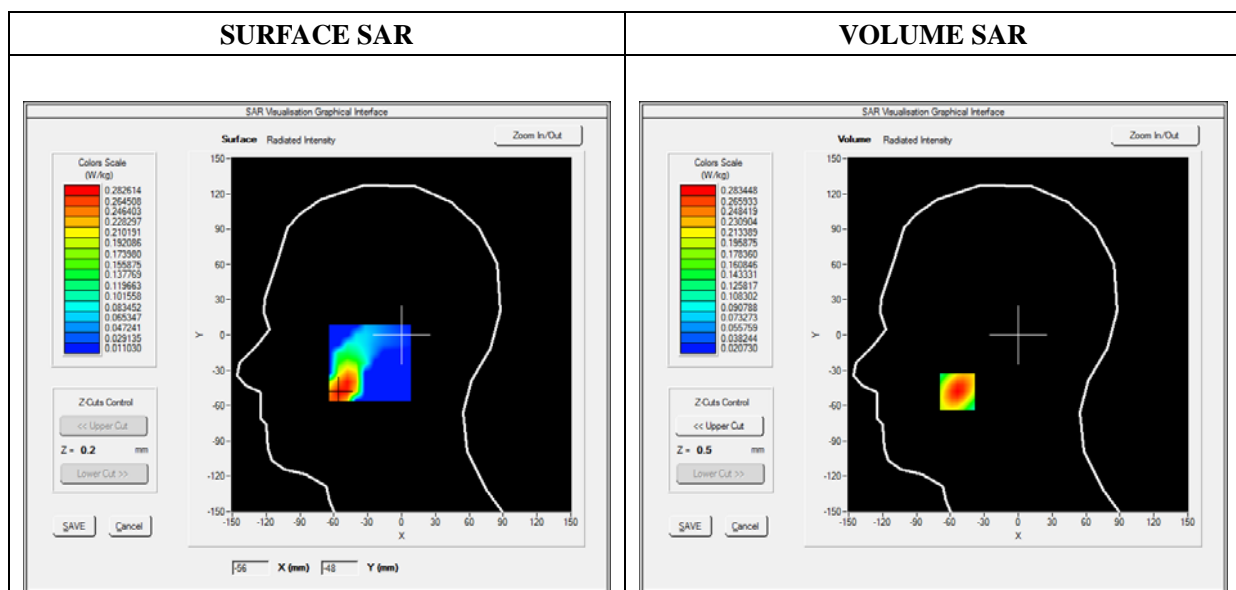 SURFACE SAR
VOLUME SAR
SAR Visualisation Graphical Interface
Surface Radiated Intensity
Zoom In/Out
Colors Scale
(W/kg)
0.282614
0.264508
0.246403
0.228297
0.210191
0.192086
0.173980
0.155875
0.137769
0.119663
0.101558
0.083452
0.065347
0.047241
0.029135
0.011030
Z-Cuts Control
<< Upper Cut
Z = 0.2 mm
Lower Cut >>
SAVE Cancel
150
120
90
60
30
0
-30
-60
-90
-120
-150
Y
-150 -120 -90 -60 -30 0 30 60 90 120 150
X
-56 X (mm) -48 Y (mm)
SAR Visualisation Graphical Interface
Volume Radiated Intensity
Zoom In/Out
Colors Scale
(W/kg)
0.283448
0.265933
0.248419
0.230904
0.213389
0.195875
0.178360
0.160846
0.143331
0.125817
0.108302
0.090788
0.073273
0.055759
0.038244
0.020730
Z-Cuts Control
<< Upper Cut
Z = 0.5 mm
Lower Cut >>
SAVE Cancel
150
120
90
60
30
0
-30
-60
-90
-120
-150
Y
-150 -120 -90 -60 -30 0 30 60 90 120 150
X